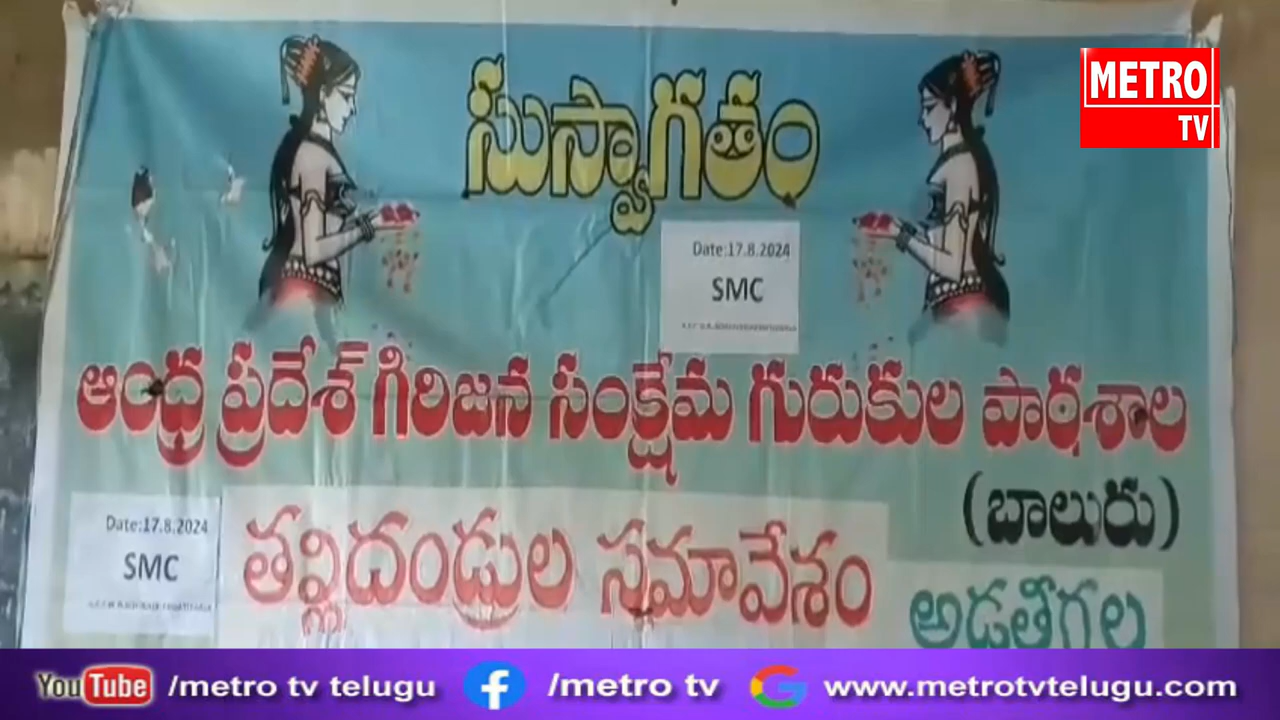 METRO
TV
సుస్వాగతం
Date:17.8.2024
SMC
ఆంధ్ర ప్రదేశ్ గిరిజన సంక్షేమ గురుకుల పాఠశాల
(బాలురు)
Date:17.8.2024
SMC
తల్లిదండ్రుల సమావేశం
అడతీగల
YouTube /metro tv telugu f /metro tv G www.metrotvtelugu.com